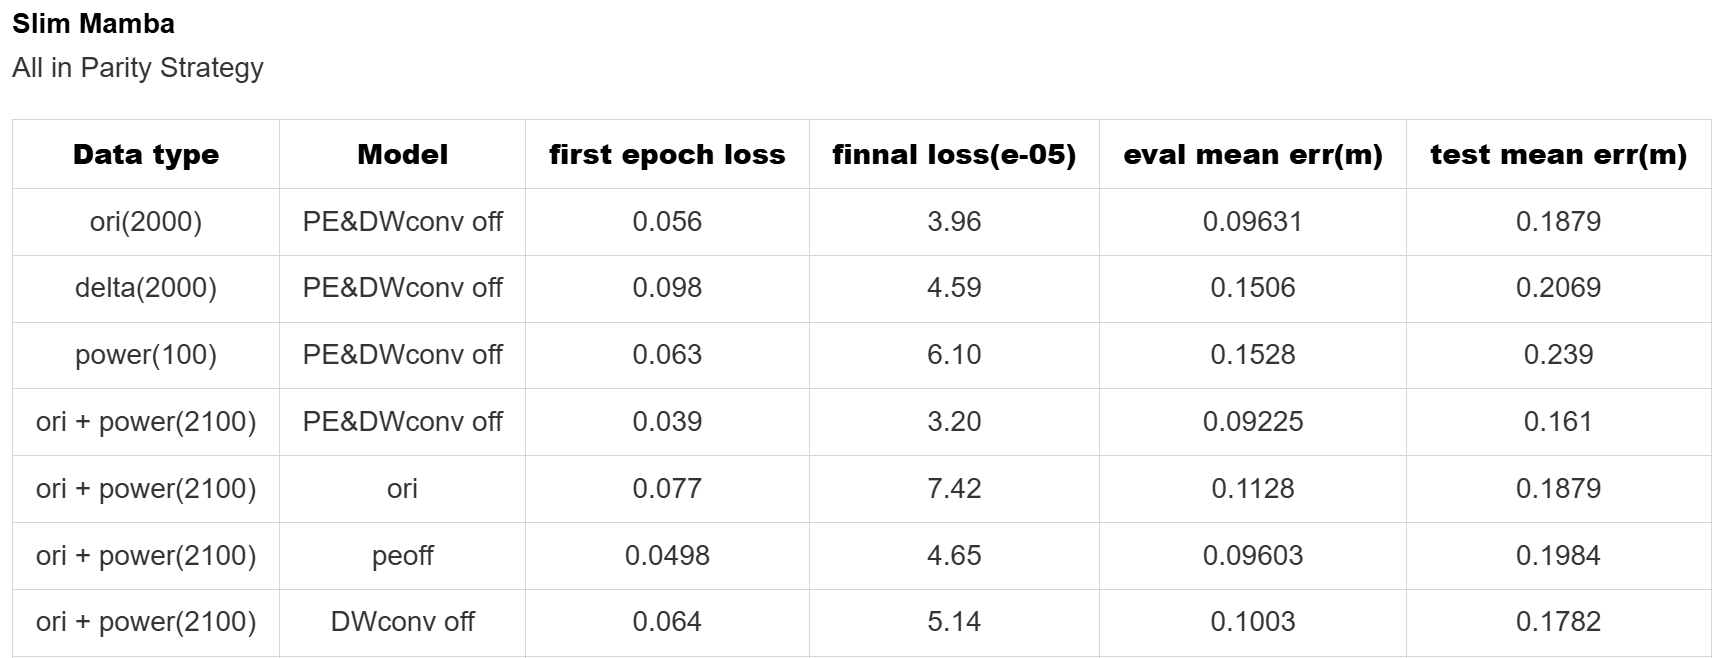 Slim Mamba
All in Parity Strategy
Data type Model first epoch loss finnal loss(e-05) eval mean err(m) test mean err(m)
ori(2000) PE&DWconv off 0.056 3.96 0.09631 0.1879
delta(2000) PE&DWconv off 0.098 4.59 0.1506 0.2069
power(100) PE&DWconv off 0.063 6.10 0.1528 0.239
ori + power(2100) PE&DWconv off 0.039 3.20 0.09225 0.161
ori + power(2100) ori 0.077 7.42 0.1128 0.1879
ori + power(2100) peoff 0.0498 4.65 0.09603 0.1984
ori + power(2100) DWconv off 0.064 5.14 0.1003 0.1782